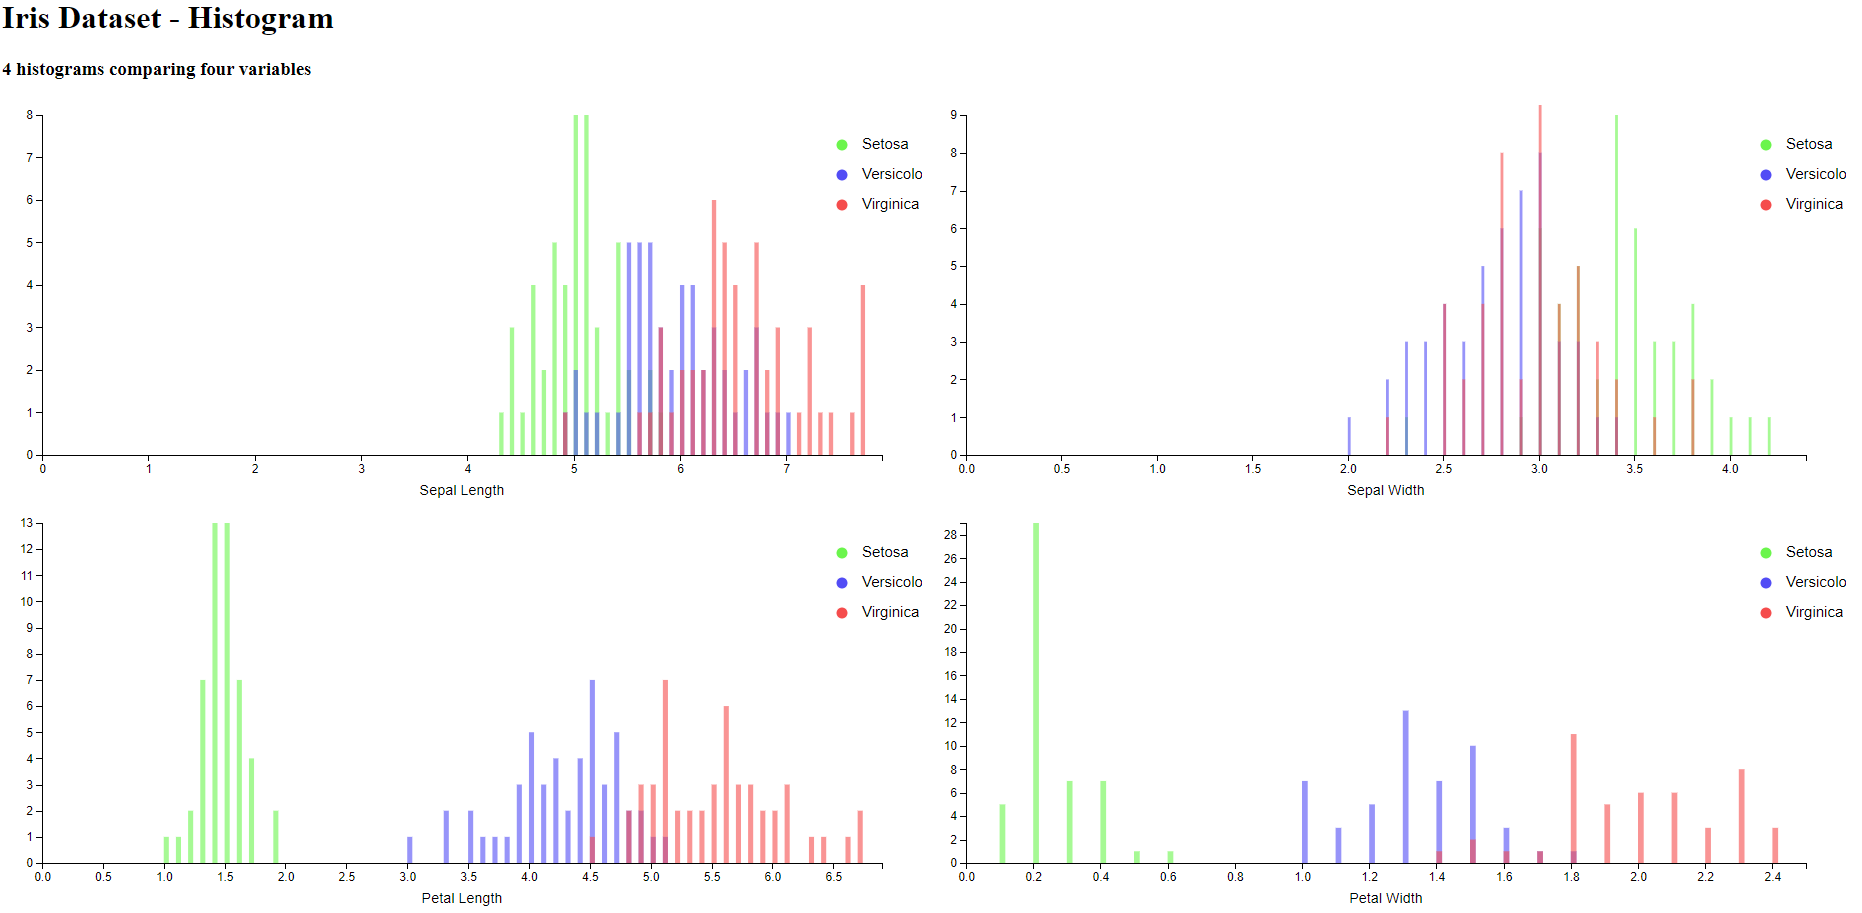 Iris Dataset - Histogram
4 histograms comparing four variables
8
7
6
5
4
3
2
1
0
0 1 2 3 4 5 6 7
Sepal Length
Setosa
Versicolo
Virginica
9
8
7
6
5
4
3
2
1
0
0.0 0.5 1.0 1.5 2.0 2.5 3.0 3.5 4.0
Sepal Width
Setosa
Versicolo
Virginica
13
12
11
10
9
8
7
6
5
4
3
2
1
0
0.0 0.5 1.0 1.5 2.0 2.5 3.0 3.5 4.0 4.5 5.0 5.5 6.0 6.5
Petal Length
Setosa
Versicolo
Virginica
28
26
24
22
20
18
16
14
12
10
8
6
4
2
0
0.0 0.2 0.4 0.6 0.8 1.0 1.2 1.4 1.6 1.8 2.0 2.2 2.4
Petal Width
Setosa
Versicolo
Virginica